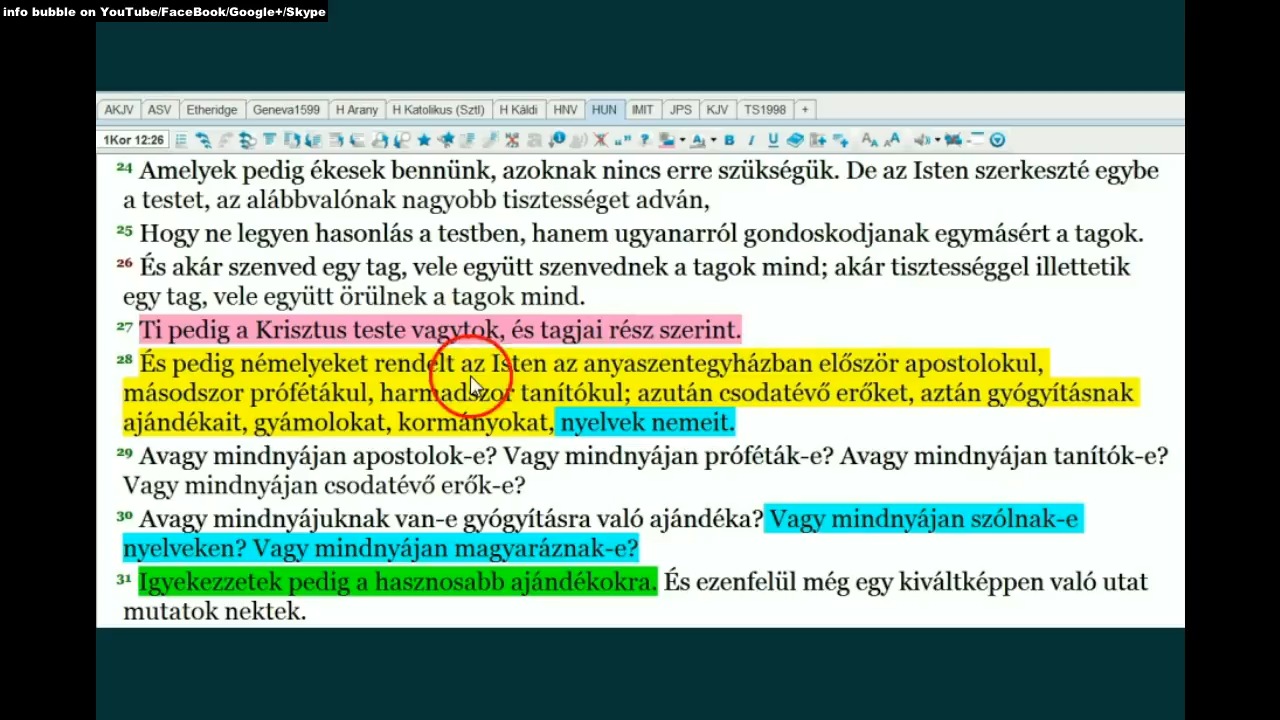 info bubble on YouTube/FaceBook/Google+/Skype
AKJV ASV Etheridge Geneva1599 H Arany H Katolikus (Sztl) H Káldi HNV HUN IMIT JPS KJV TS1998 +
1Kor 12:26
24 Amelyek pedig ékesek bennünk, azoknak nincs erre szükségük. De az Isten szerkeszté egybe
a testet, az alábbvalónak nagyobb tisztességet adván,
25 Hogy ne legyen hasonlás a testben, hanem ugyanarról gondoskodjanak egymásért a tagok.
26 És akár szenved egy tag, vele együtt szenvednek a tagok mind; akár tisztességgel illettetik
egy tag, vele együtt örülnek a tagok mind.
27 Ti pedig a Krisztus teste vagytok, és tagjai rész szerint.
28 És pedig némelyeket rendelt az Isten az anyaszentegyházban először apostolokul,
másodszor prófétákul, harmadszor tanítókul; azután csodatévő erőket, aztán gyógyításnak
ajándékait, gyámolokat, kormányokat, nyelvek nemeit.
29 Avagy mindnyájan apostolok-e? Vagy mindnyájan próféták-e? Avagy mindnyájan tanítók-e?
Vagy mindnyájan csodatévő erők-e?
30 Avagy mindnyájuknak van-e gyógyításra való ajándéka? Vagy mindnyájan szólnak-e
nyelveken? Vagy mindnyájan magyaráznak-e?
31 Igyekezzetek pedig a hasznosabb ajándékokra. És ezenfelül még egy kiváltképpen való utat
mutatok nektek.